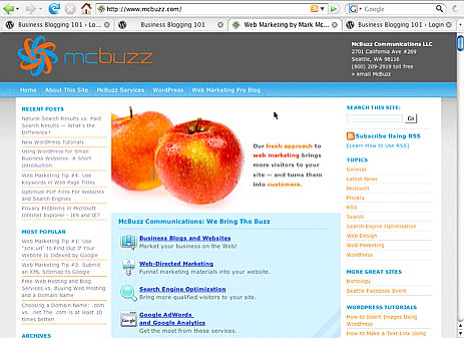 http://www.mcbuzz.com/
Google
Business Blogging 101 | Lo...
Business Blogging 101
Web Marketing by Mark Mc...
Business Blogging 101 › Login
mcbuzz
McBuzz Communications LLC
2701 California Ave #269
Seattle, WA 98116
(800) 209-2919 toll free
» email McBuzz
Home
About This Site
McBuzz Services
WordPress
Web Marketing Pro Blog
RECENT POSTS
Natural Search Results vs. Paid
Search Results — What's the
Difference?
New WordPress Tutorials
Using WordPress for Small
Business Websites: A Short
Introduction
Web Marketing Tip #4: Use
Keywords in Web Page Titles
Optimize PDF Files For Websites
and Search Engines
Privacy Problems in Microsoft
Internet Explorer - IE6 and IE7
MOST POPULAR
Web Marketing Tip #1: Use
"site:url" to Find Out If Your
Website Is Indexed by Google
Web Marketing Tip #3: Submit
an XML Sitemap to Google
Free Web Hosting and Blog
Services vs. Buying Web Hosting
and a Domain Name
Choosing a Domain Name: .com
vs. .net The .com is at least 10
times better!
ARCHIVES
Our fresh approach to
web marketing brings
more visitors to your
site — and turns them
into customers.
McBuzz Communications: We Bring The Buzz
Business Blogs and Websites
Market your business on the Web!
Web-Directed Marketing
Funnel marketing materials into your website.
Search Engine Optimization
Bring more qualified visitors to your site.
Google AdWords
and Google Analytics
Get the most from these services.
SEARCH THIS SITE:
Go
Subscribe Using RSS
[Learn How to Use RSS]
TOPICS
General
Latest News
Microsoft
Privacy
RSS
Search
Search Engine Optimization
Web Design
Web Marketing
WordPress
MORE GREAT SITES
Seattle Facebook Event
WORDPRESS TUTORIALS
How to Insert Images Using
WordPress
How to Make a Text-Link Using